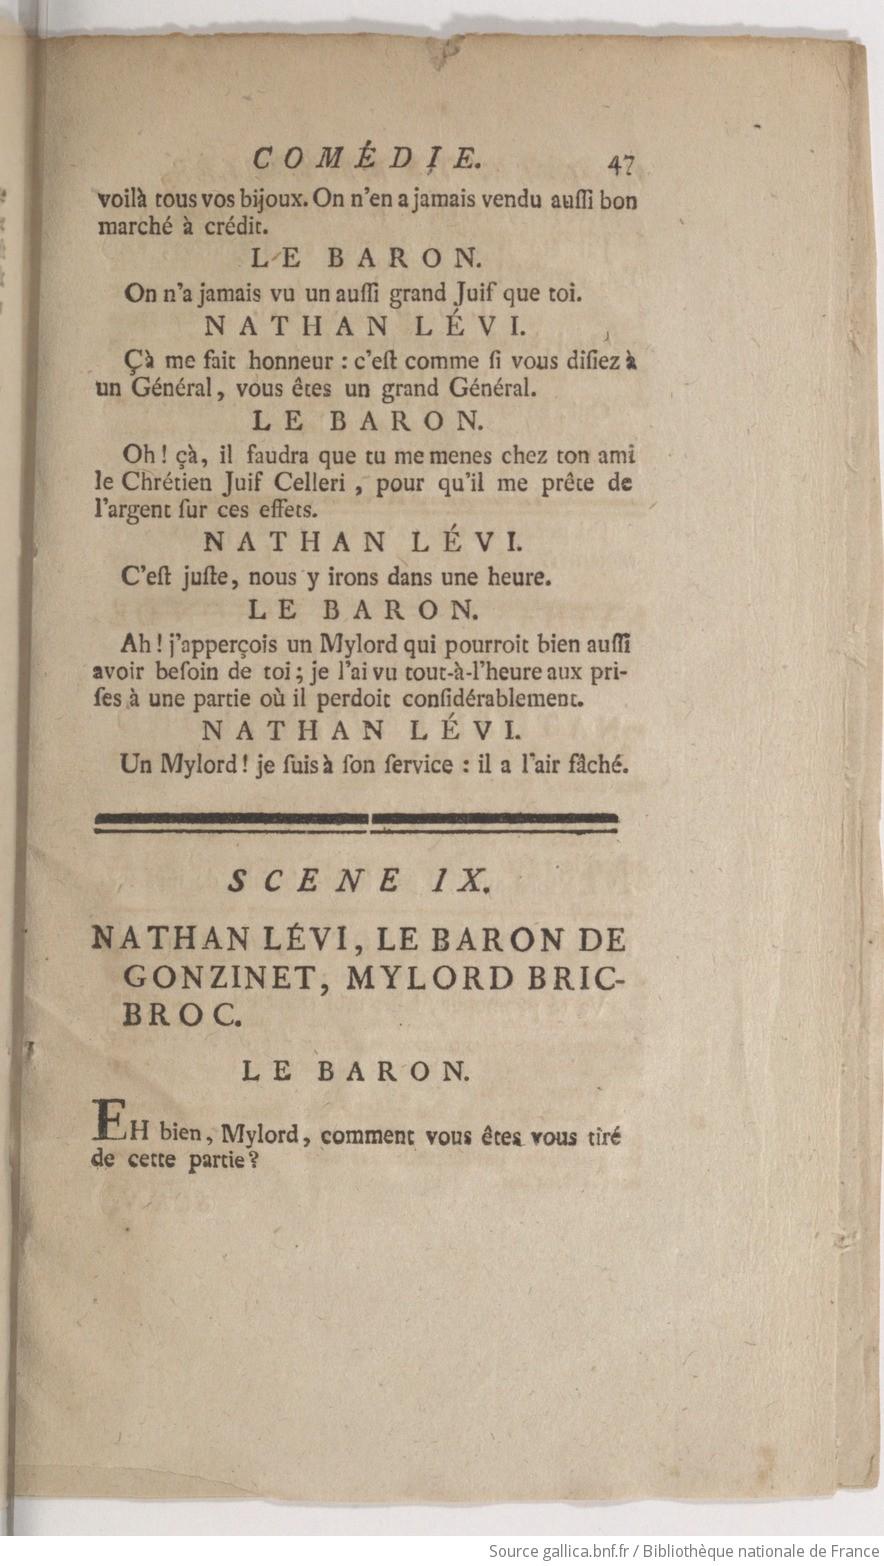 COMÉDIE. 47
voilà tous vos bijoux. On n'en a jamais vendu auſſi bon
marché à crédit.
LE BARON.
On n'a jamais vu un auſſi grand Juif que toi.
NATHAN LÉVI.
Çà me fait honneur : c'eſt comme ſi vous diſiez à
un Général, vous êtes un grand Général.
LE BARON.
Oh ! çà, il faudra que tu me menes chez ton ami
le Chrétien Juif Celleri, pour qu'il me prête de
l'argent ſur ces effets.
NATHAN LÉVI.
C'eſt juſte, nous y irons dans une heure.
LE BARON.
Ah ! j'apperçois un Mylord qui pourroit bien auſſi
avoir beſoin de toi ; je l'ai vu tout-à-l'heure aux pri-
ſes à une partie où il perdoit conſidérablement.
NATHAN LÉVI.
Un Mylord ! je ſuis à ſon ſervice : il a l'air fâché.
SCENE IX.
NATHAN LÉVI, LE BARON DE
GONZINET, MYLORD BRIC-
BROC.
LE BARON.
EH bien, Mylord, comment vous êtes vous tiré
de cette partie ?
Source gallica.bnf.fr / Bibliothèque nationale de France